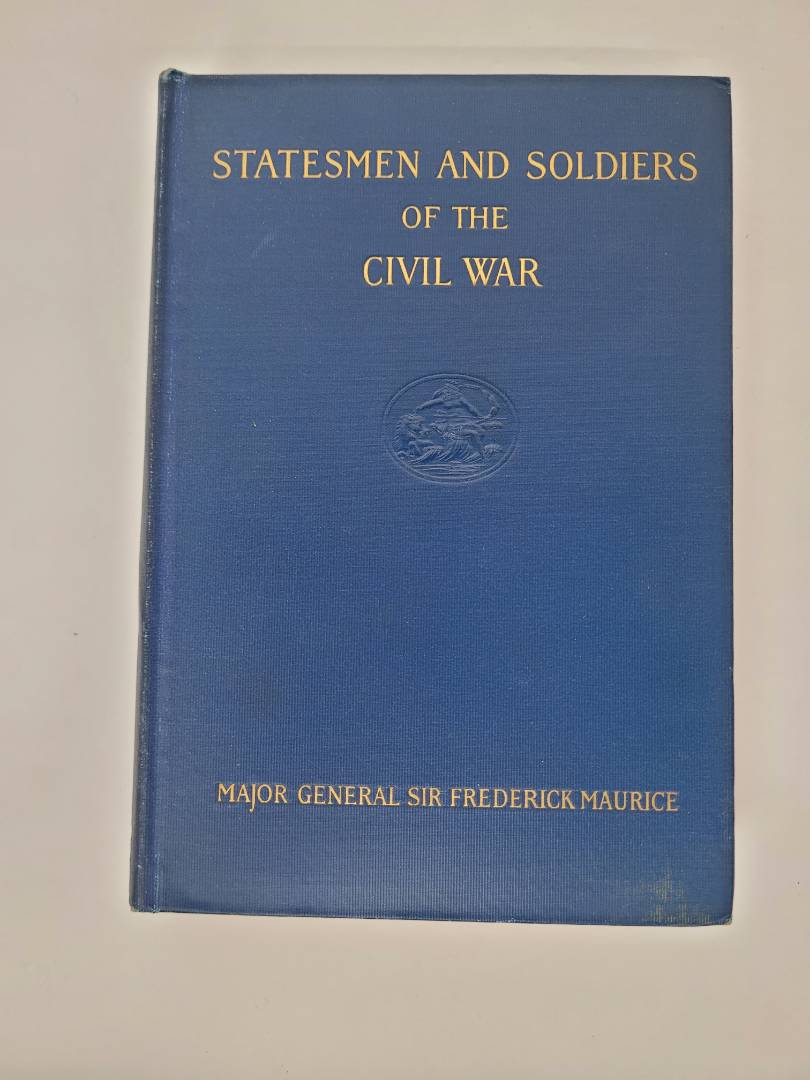 STATESMEN AND SOLDIERS
OF THE
CIVIL WAR
MAJOR GENERAL SIR FREDERICK MAURICE